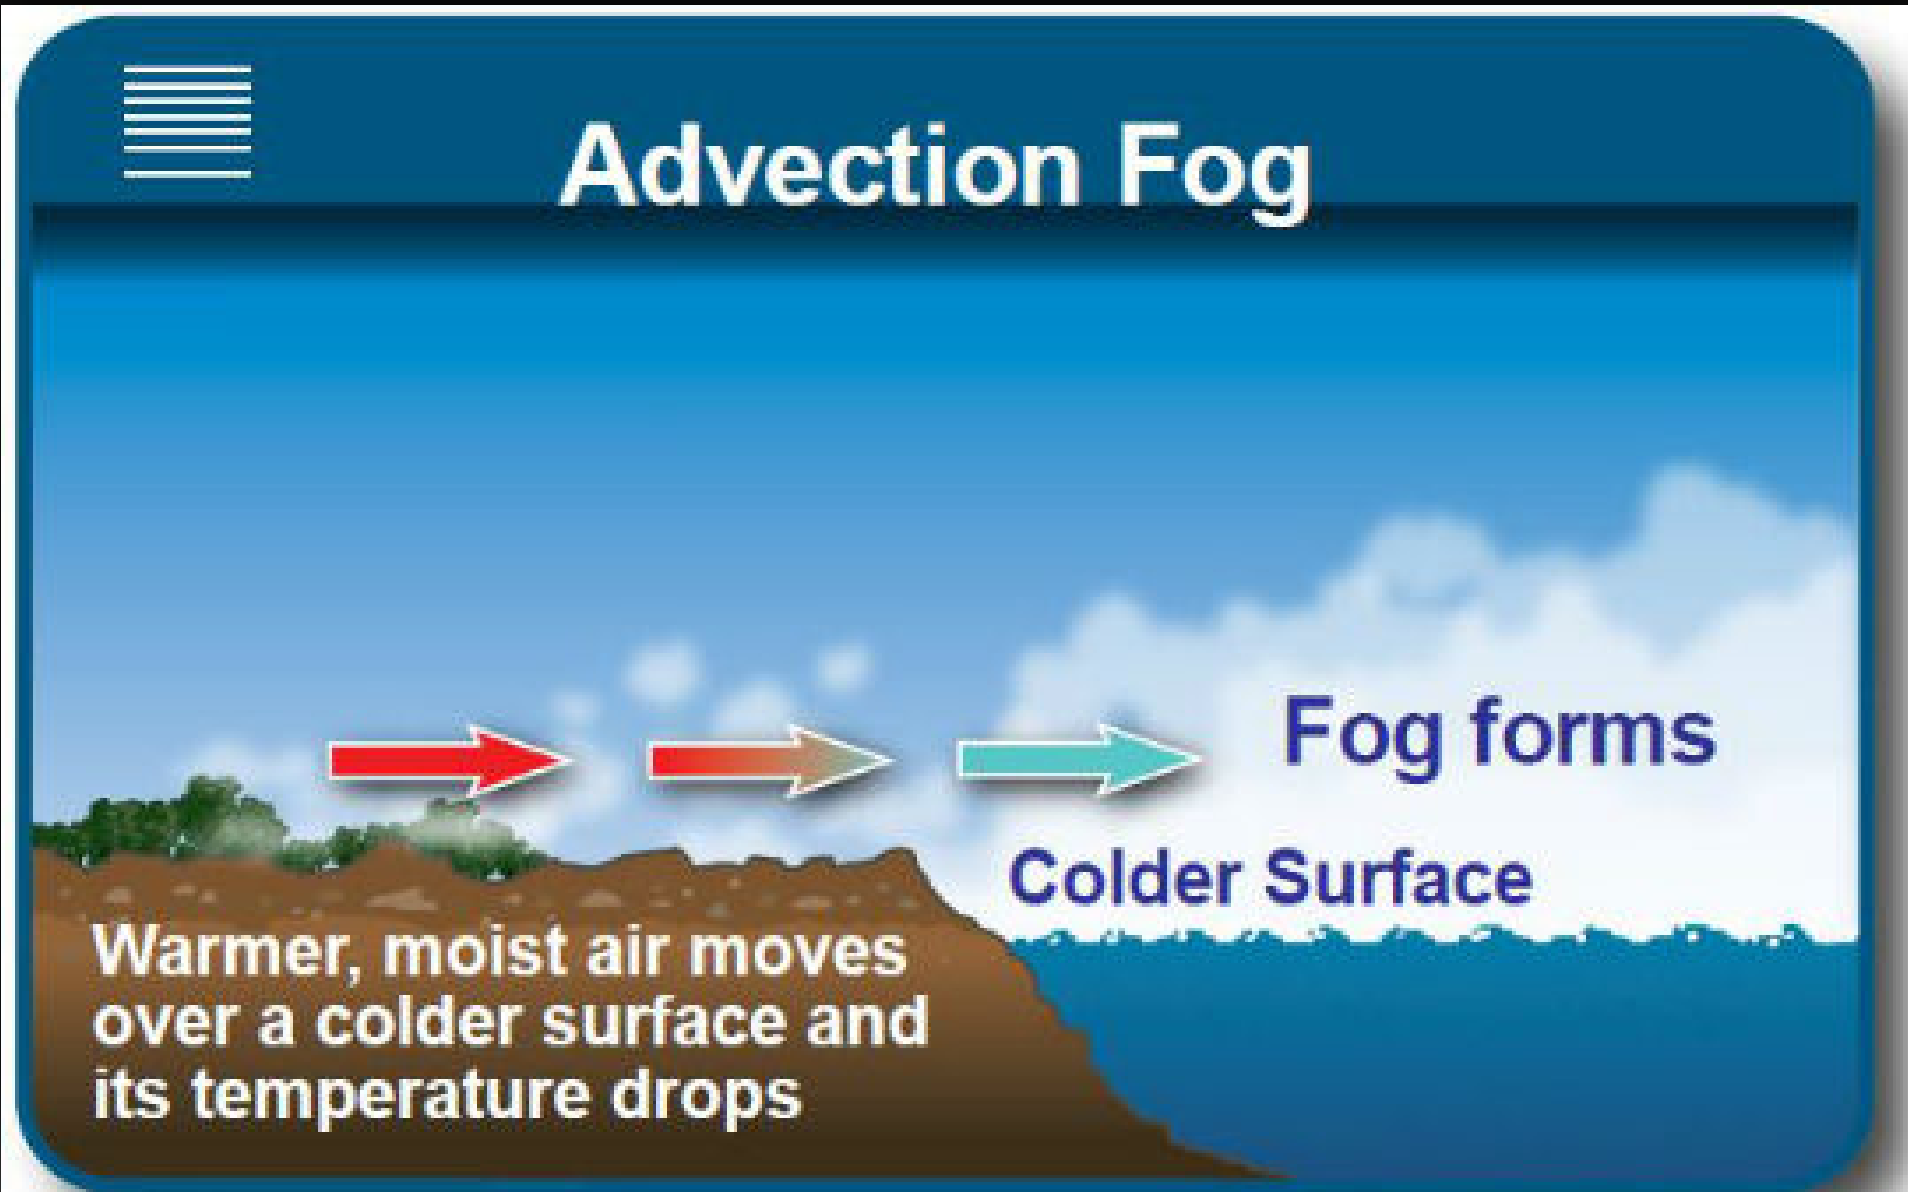 Advection Fog
Fog forms
Colder Surface
Warmer, moist air moves
over a colder surface and
its temperature drops